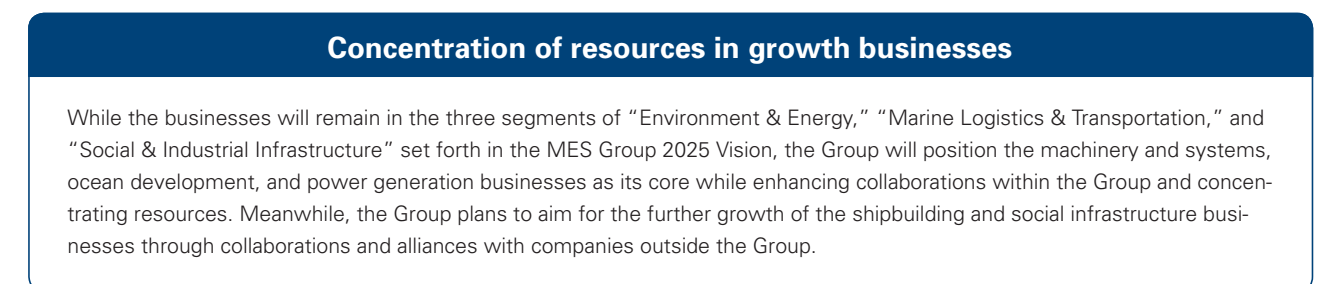 Concentration of resources in growth businesses
While the businesses will remain in the three segments of “Environment & Energy,” “Marine Logistics & Transportation,” and
“Social & Industrial Infrastructure” set forth in the MES Group 2025 Vision, the Group will position the machinery and systems,
ocean development, and power generation businesses as its core while enhancing collaborations within the Group and concen-
trating resources. Meanwhile, the Group plans to aim for the further growth of the shipbuilding and social infrastructure busi-
nesses through collaborations and alliances with companies outside the Group.